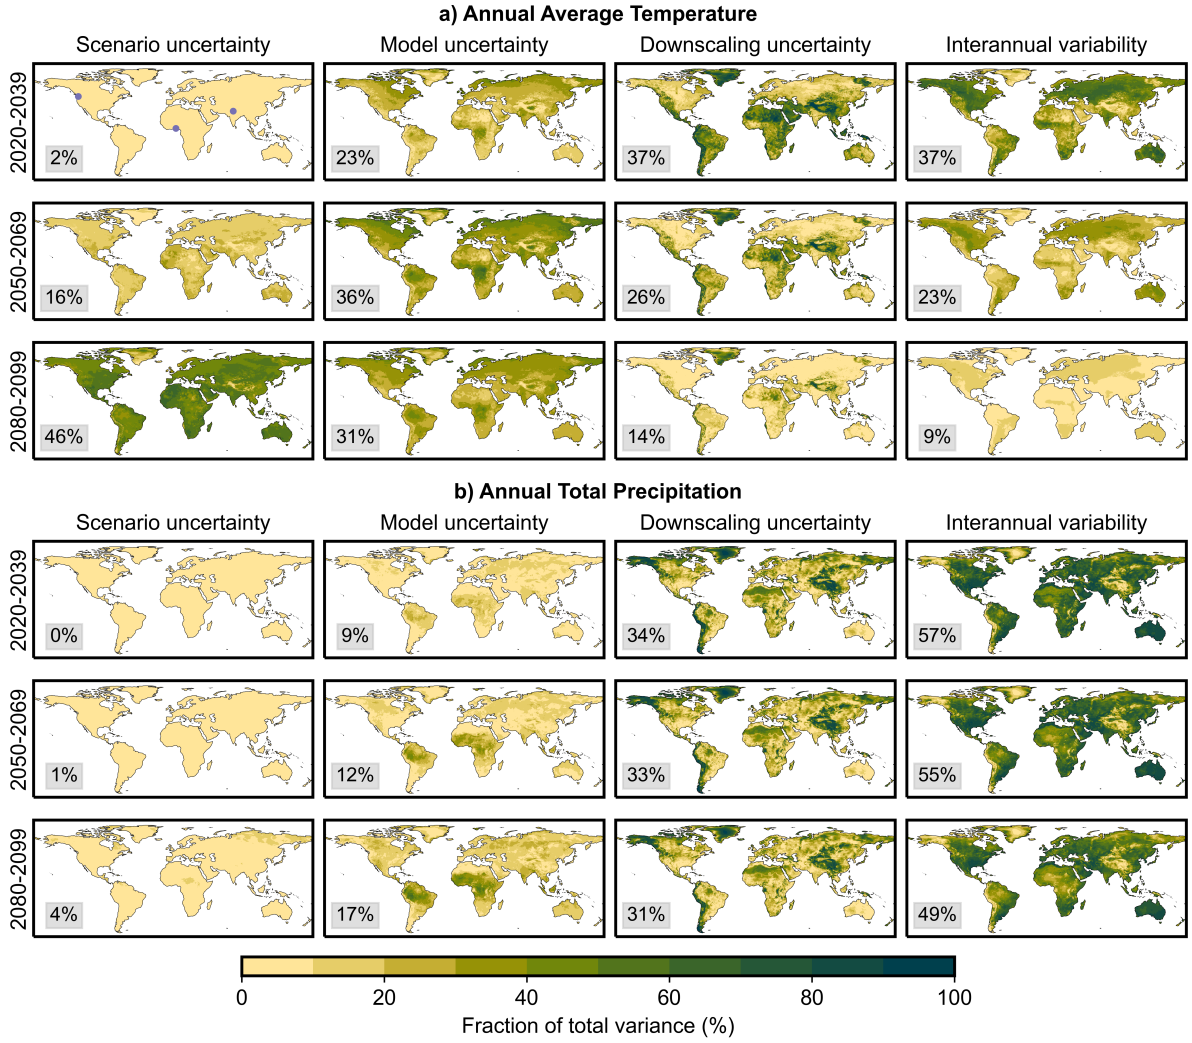 a) Annual Average Temperature
Scenario uncertainty Model uncertainty Downscaling uncertainty Interannual variability
2020-2039 2% 23% 37% 37%
2050-2069 16% 36% 26% 23%
2080-2099 46% 31% 14% 9%
b) Annual Total Precipitation
Scenario uncertainty Model uncertainty Downscaling uncertainty Interannual variability
2020-2039 0% 9% 34% 57%
2050-2069 1% 12% 33% 55%
2080-2099 4% 17% 31% 49%
0 20 40 60 80 100
Fraction of total variance (%)